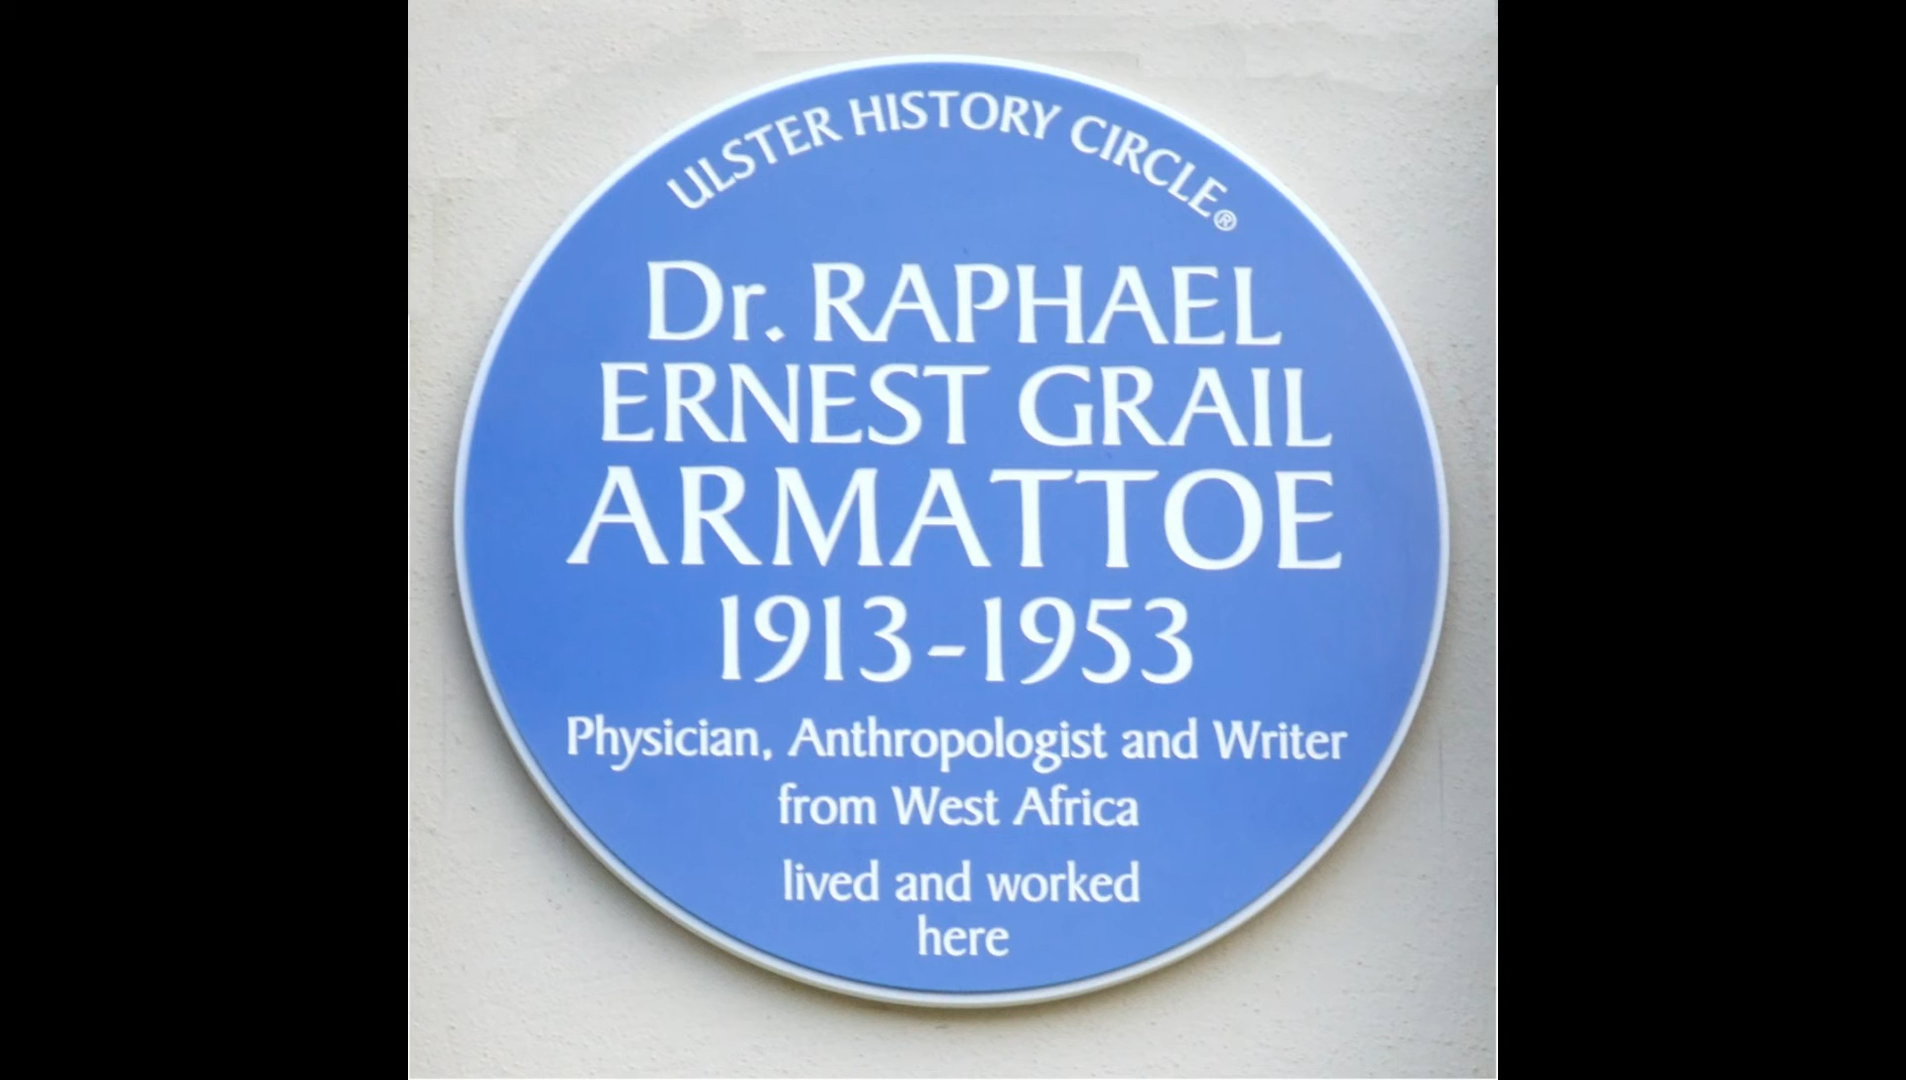 ULSTER HISTORY CIRCLE®
Dr. RAPHAEL
ERNEST GRAIL
ARMATTOE
1913-1953
Physician, Anthropologist and Writer
from West Africa
lived and worked
here